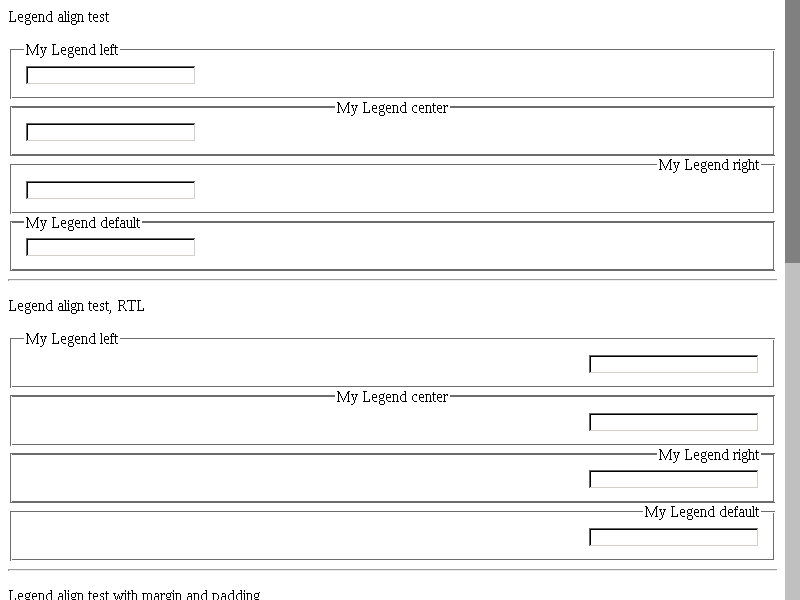 Legend align test
My Legend left
My Legend center
My Legend right
My Legend default
Legend align test, RTL
My Legend left
My Legend center
My Legend right
My Legend default
Legend align test with margin and padding